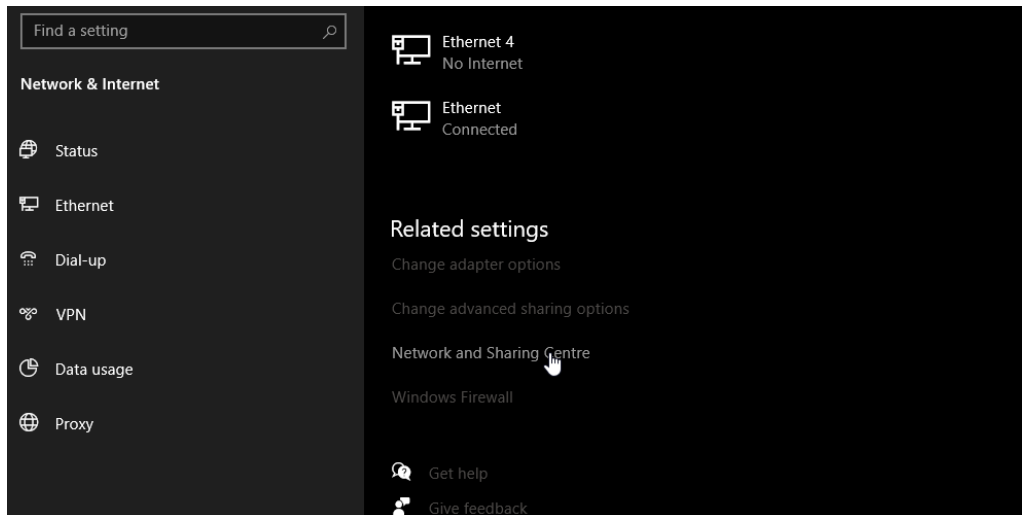 Find a setting
Network & Internet
Status
Ethernet
Dial-up
VPN
Data usage
Proxy
Ethernet 4
No Internet
Ethernet
Connected
Related settings
Change adapter options
Change advanced sharing options
Network and Sharing Centre
Windows Firewall
Get help
Give feedback